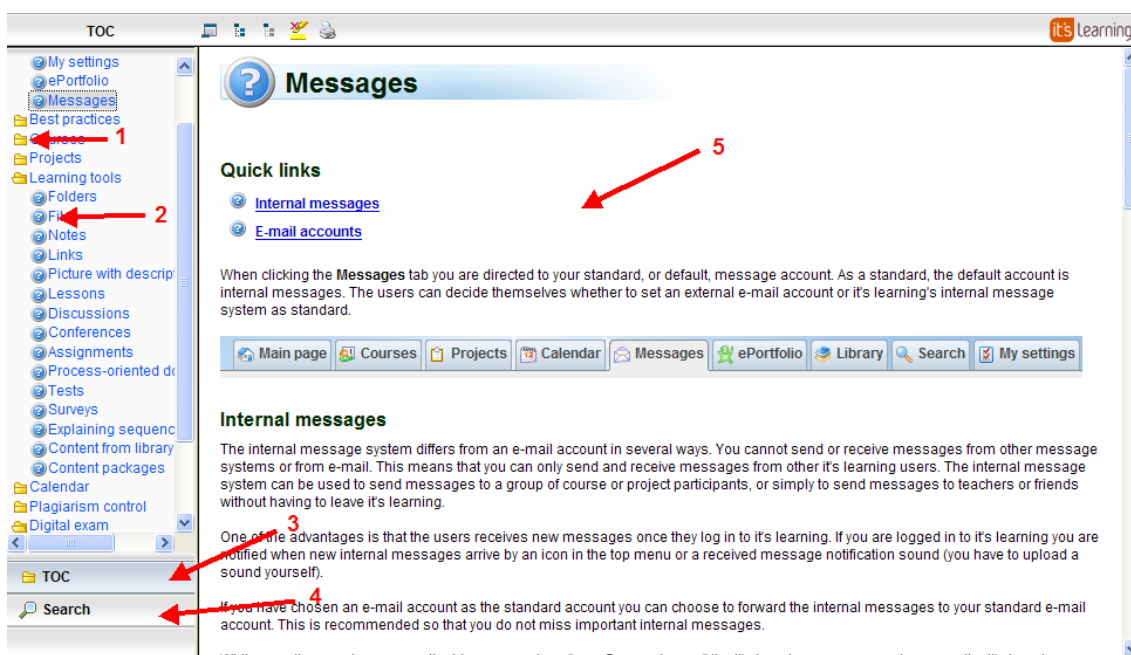 TOC
it's learning
My settings
ePortfolio
Messages
Best practices
Courses
1
Projects
Learning tools
Folders
2
Notes
Links
Picture with descrip
Lessons
Discussions
Conferences
Assignments
Process-oriented do
Tests
Surveys
Explaining sequenc
Content from library
Content packages
Calendar
Plagiarism control
Digital exam
TOC
3
Search
4
Messages
5
Quick links
Internal messages
E-mail accounts
When clicking the Messages tab you are directed to your standard, or default, message account. As a standard, the default account is
internal messages. The users can decide themselves whether to set an external e-mail account or it's learning's internal message
system as standard.
Main page Courses Projects Calendar Messages ePortfolio Library Search My settings
Internal messages
The internal message system differs from an e-mail account in several ways. You cannot send or receive messages from other message
systems or from e-mail. This means that you can only send and receive messages from other it's learning users. The internal message
system can be used to send messages to a group of course or project participants, or simply to send messages to teachers or friends
without having to leave it's learning.
One of the advantages is that the users receives new messages once they log in to it's learning. If you are logged in to it's learning you are
notified when new internal messages arrive by an icon in the top menu or a received message notification sound (you have to upload a
sound yourself).
If you have chosen an e-mail account as the standard account you can choose to forward the internal messages to your standard e-mail
account. This is recommended so that you do not miss important internal messages.